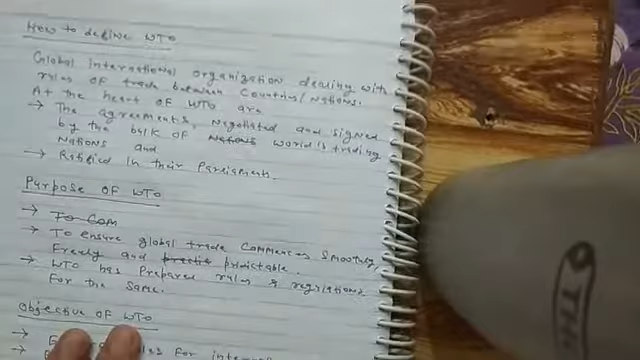 How to define WTO
Global international organization dealing with
rules of trade between countries/Nations.
At the heart of WTO are
→ The agreements, Negotiated and signed
by the bulk of Nations world's trading
Nations and
→ Ratified in their Parliaments.
Purpose of WTO
→ To Com
→ To ensure global trade commences smoothly,
Freely and predictable.
→ WTO has Prepared rules & regulations
For the same.
Objective of WTO
→
→ for
TH